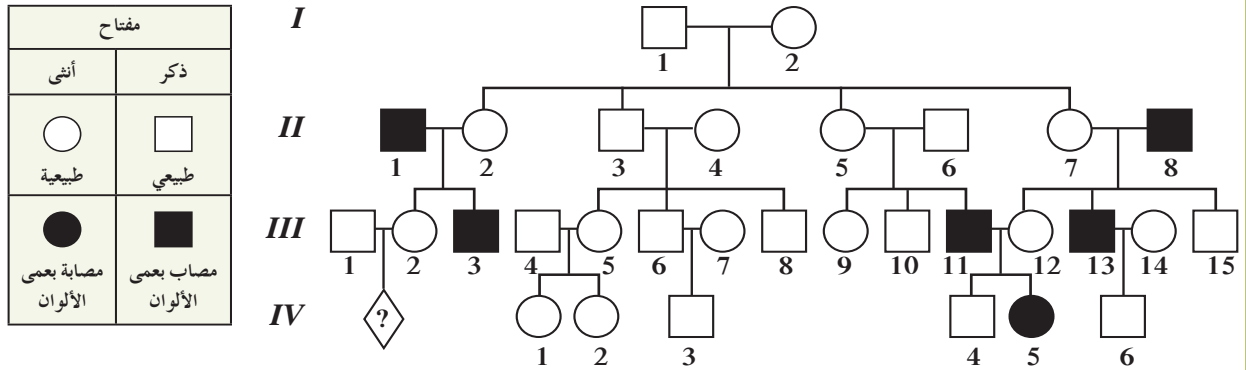 مفتاح
ذكر أنثى
طبيعي طبيعية
مصاب بعمى الألوان مصابة بعمى الألوان
I
1 2
II
1 2 3 4 5 6 7 8
III
1 2 3 4 5 6 7 8 9 10 11 12 13 14 15
IV
?
1 2 3 4 5 6